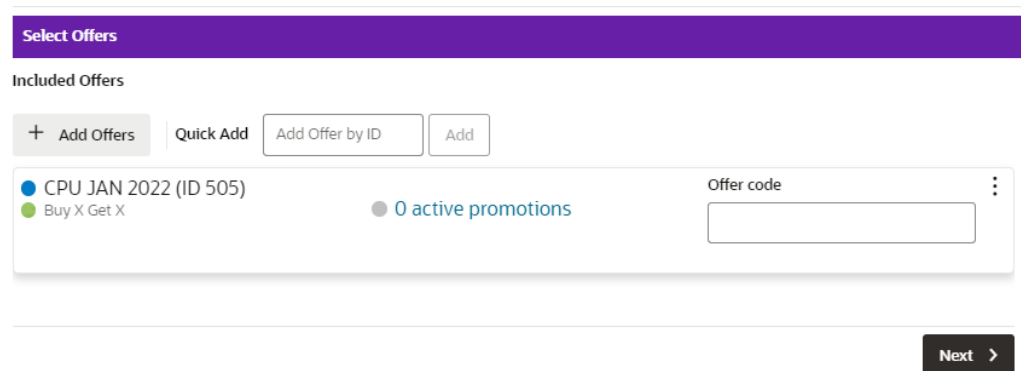 Select Offers
Included Offers
+ Add Offers Quick Add Add Offer by ID Add
CPU JAN 2022 (ID 505)
Buy X Get X
0 active promotions
Offer code
Next